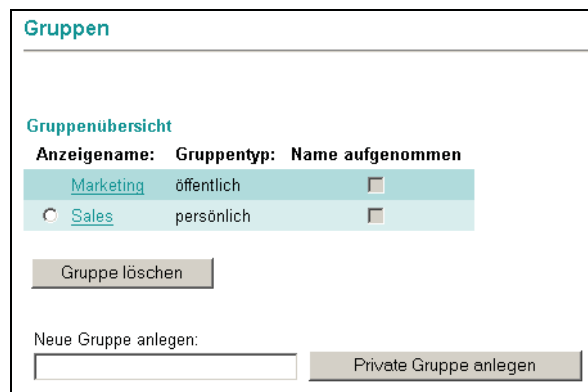 Gruppen
Gruppenübersicht
Anzeigename: Gruppentyp: Name aufgenommen
Marketing öffentlich
Sales persönlich
Gruppe löschen
Neue Gruppe anlegen:
Private Gruppe anlegen